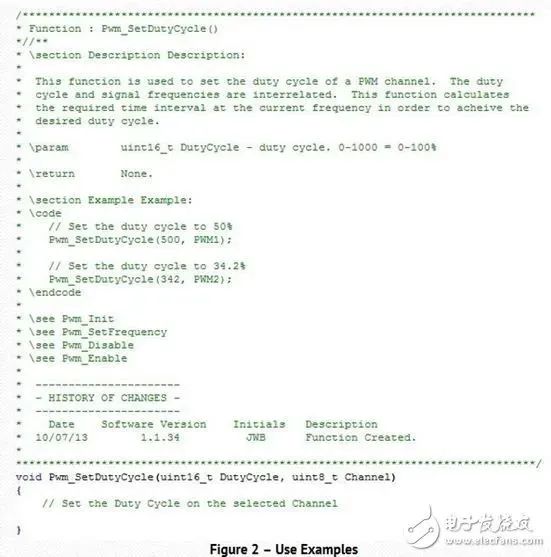 /*******************************************************************************
* Function : Pwm_SetDutyCycle()
*//**
* \section Description Description:
*
*  This function is used to set the duty cycle of a PWM channel.  The duty
*  cycle and signal frequencies are interrelated.  This function calculates
*  the required time interval at the current frequency in order to acheive the
*  desired duty cycle.
*
* \param        uint16_t DutyCycle - duty cycle. 0-1000 = 0-100%
*
* \return       None.
*
* \section Example Example:
* \code
*    // Set the duty cycle to 50%
*    Pwm_SetDutyCycle(500, PWM1);
*
*    // Set the duty cycle to 34.2%
*    Pwm_SetDutyCycle(342, PWM2);
* \endcode
*
* \see Pwm_Init
* \see Pwm_SetFrequency
* \see Pwm_Disable
* \see Pwm_Enable
*
*  ----------------------
*  - HISTORY OF CHANGES -
*  ----------------------
*    Date    Software Version    Initials   Description
*  10/07/13       1.1.34           JWB      Function Created.
*
*******************************************************************************/
void Pwm_SetDutyCycle(uint16_t DutyCycle, uint8_t Channel)
{
    // Set the Duty Cycle on the selected Channel
}
Figure 2 – Use Examples
电子发烧友
www.elecfans.com